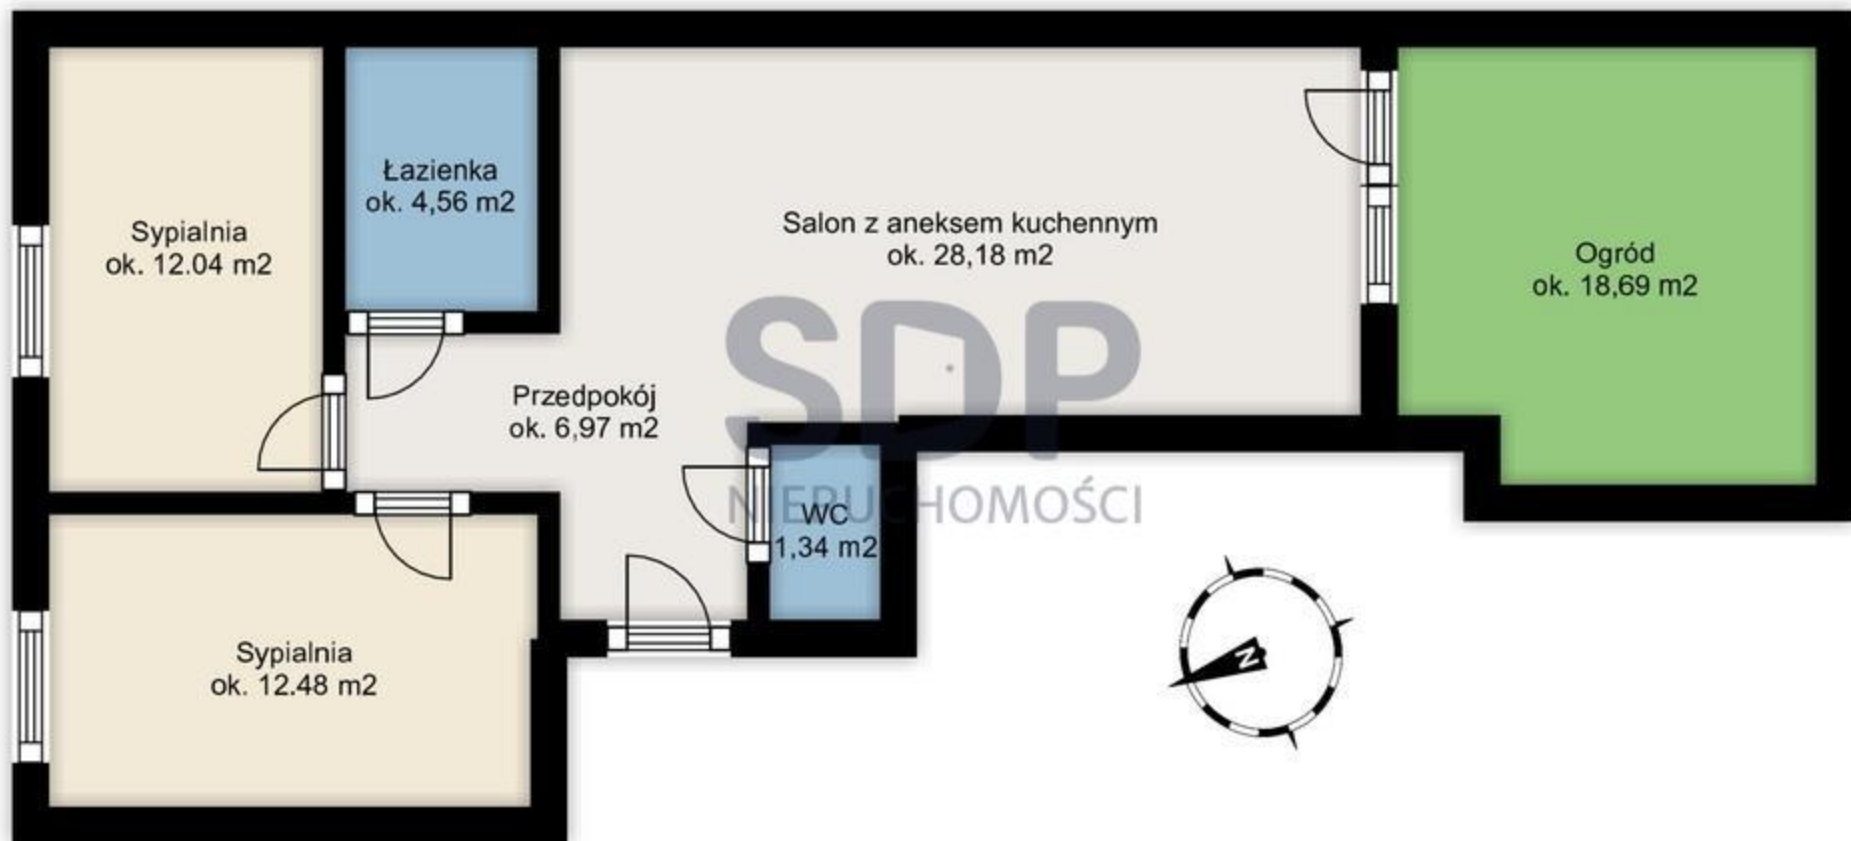 Łazienka
ok. 4,56 m2
Sypialnia
ok. 12.04 m2
Salon z aneksem kuchennym
ok. 28,18 m2
Ogród
ok. 18,69 m2
SDP
NIERUCHOMOŚCI
Przedpokój
ok. 6,97 m2
WC
1,34 m2
Sypialnia
ok. 12.48 m2
N